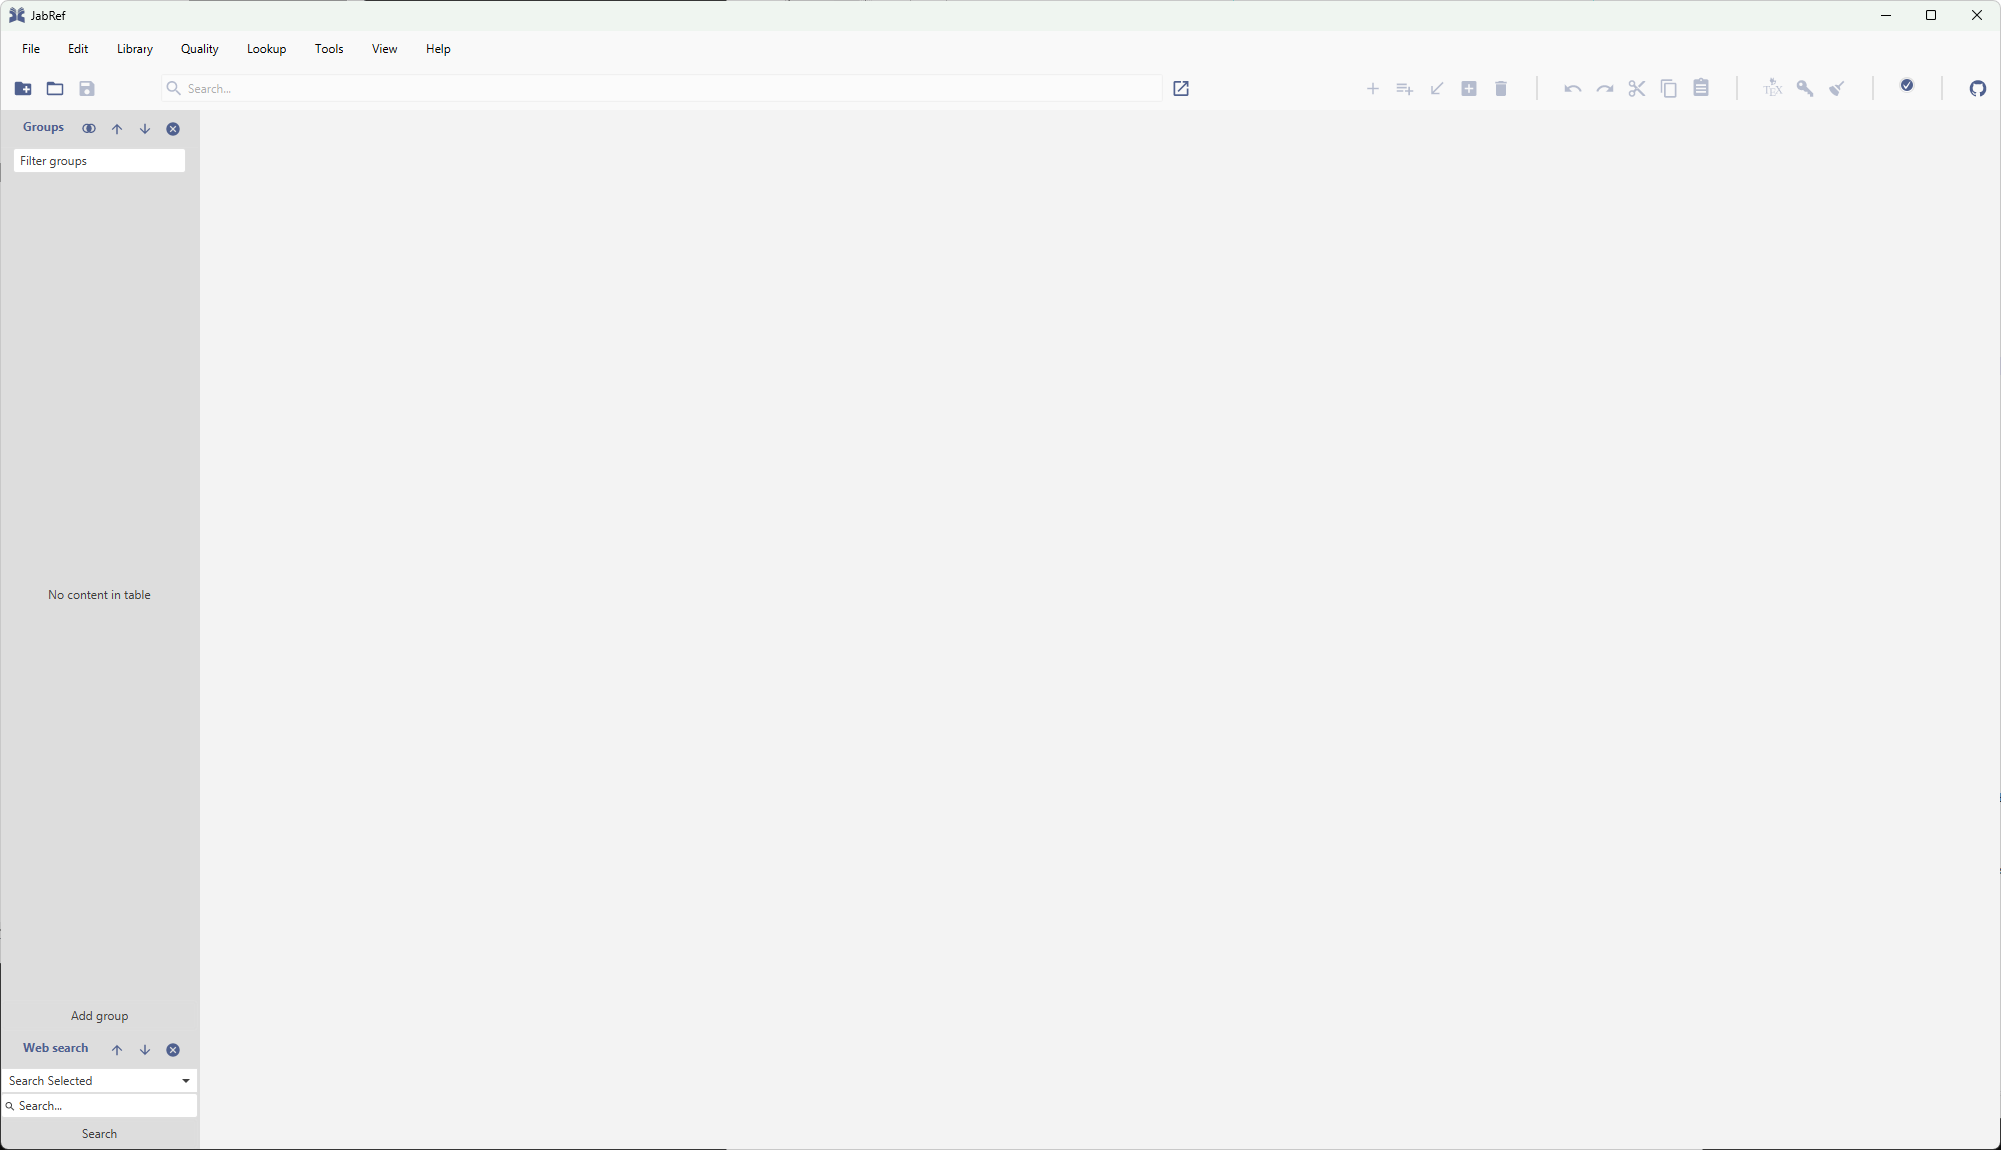 JabRef
File Edit Library Quality Lookup Tools View Help
Search...
TEX
Groups
Filter groups
No content in table
Add group
Web search
Search Selected
Search...
Search